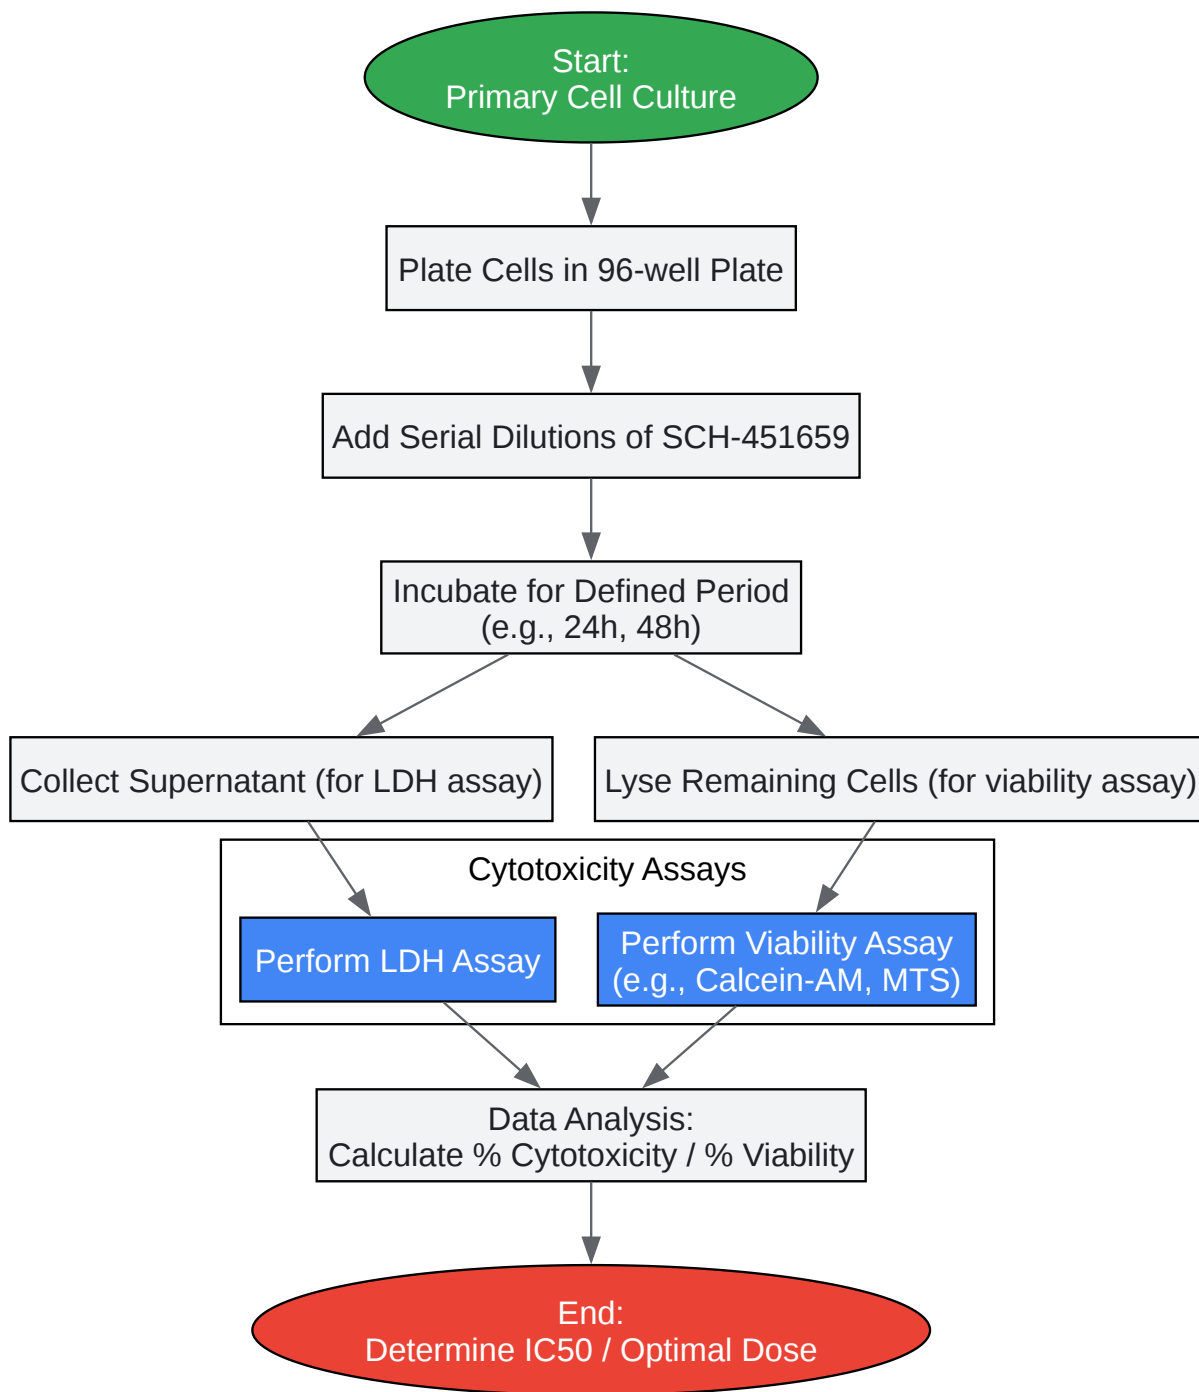 Start:
Primary Cell Culture
Plate Cells in 96-well Plate
Add Serial Dilutions of SCH-451659
Incubate for Defined Period
(e.g., 24h, 48h)
Collect Supernatant (for LDH assay)
Lyse Remaining Cells (for viability assay)
Cytotoxicity Assays
Perform LDH Assay
Perform Viability Assay
(e.g., Calcein-AM, MTS)
Data Analysis:
Calculate % Cytotoxicity / % Viability
End:
Determine IC50 / Optimal Dose